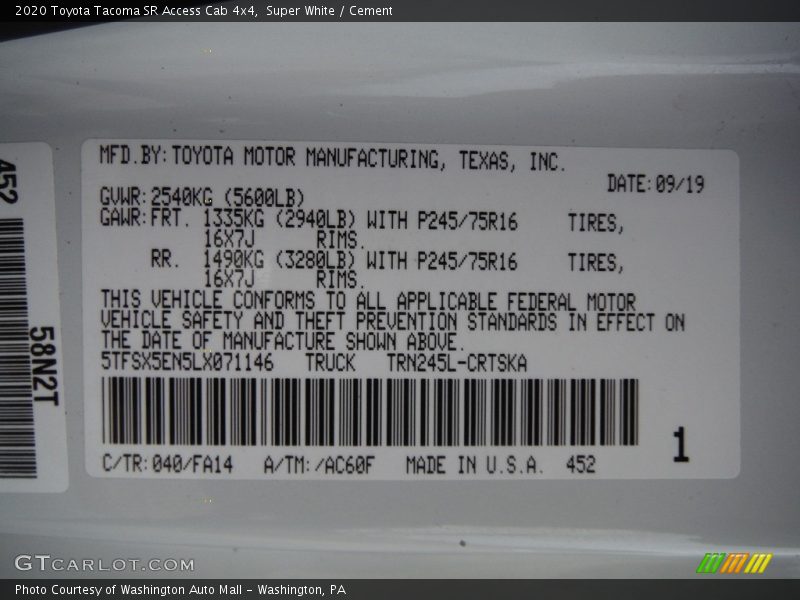 2020 Toyota Tacoma SR Access Cab 4x4,  Super White / Cement
MFD.BY:TOYOTA MOTOR MANUFACTURING, TEXAS, INC.
DATE:09/19
GVWR:2540KG (5600LB)
GAWR:FRT. 1335KG (2940LB) WITH P245/75R16 TIRES,
16X7J RIMS.
RR. 1490KG (3280LB) WITH P245/75R16 TIRES,
16X7J RIMS.
THIS VEHICLE CONFORMS TO ALL APPLICABLE FEDERAL MOTOR
VEHICLE SAFETY AND THEFT PREVENTION STANDARDS IN EFFECT ON
THE DATE OF MANUFACTURE SHOWN ABOVE.
5TFSX5EN5LX071146 TRUCK TRN245L-CRTSKA
1
C/TR:040/FA14 A/TM:/AC60F MADE IN U.S.A. 452
452
58N2T
GTCARLOT.COM
Photo Courtesy of Washington Auto Mall - Washington, PA